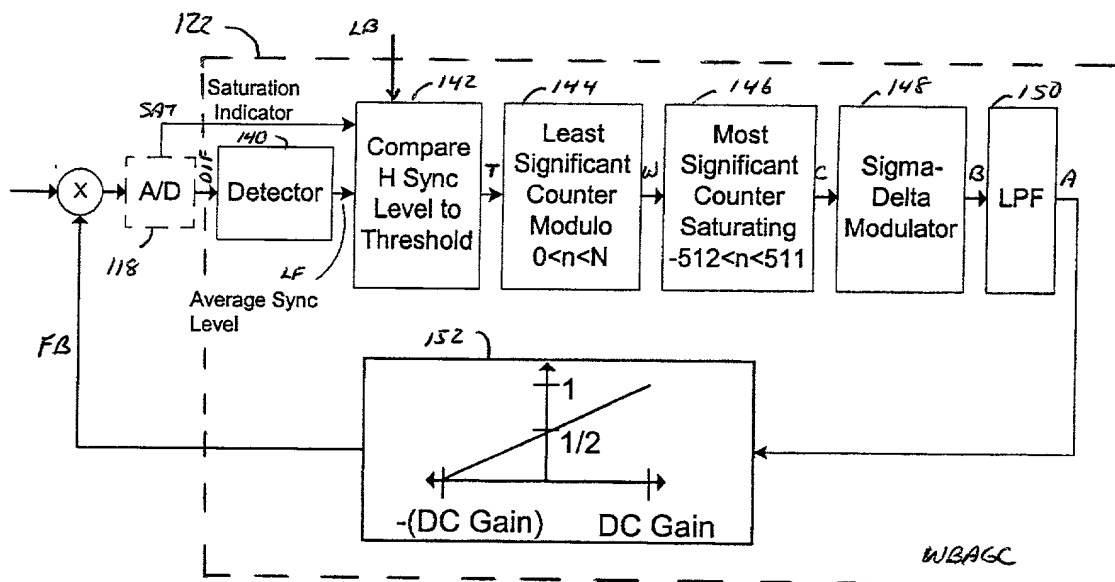 122
LB
SAT
Saturation
Indicator
142
144
146
148
150
X
A/D
DIF
140
Detector
LF
Compare
H Sync
Level to
Threshold
T
Least
Significant
Counter
Modulo
0<n<N
W
Most
Significant
Counter
Saturating
-512<n<511
C
Sigma-
Delta
Modulator
B
LPF
A
118
Average Sync
Level
FB
152
1
1/2
-(DC Gain)
DC Gain
WBAGC